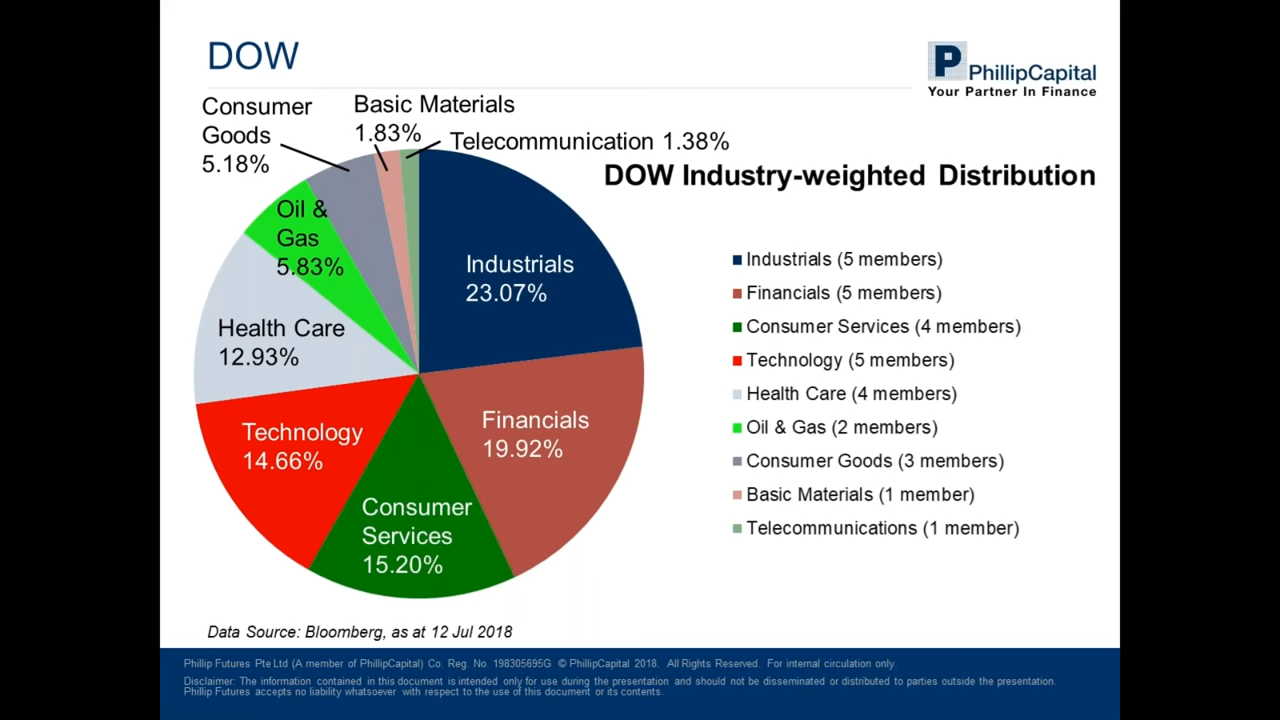 DOW
P
PhillipCapital
Your Partner In Finance
Consumer
Goods
5.18%
Basic Materials
1.83%
Telecommunication 1.38%
DOW Industry-weighted Distribution
Oil &
Gas
5.83%
Industrials
23.07%
Health Care
12.93%
Financials
19.92%
Technology
14.66%
Consumer
Services
15.20%
Industrials (5 members)
Financials (5 members)
Consumer Services (4 members)
Technology (5 members)
Health Care (4 members)
Oil & Gas (2 members)
Consumer Goods (3 members)
Basic Materials (1 member)
Telecommunications (1 member)
Data Source: Bloomberg, as at 12 Jul 2018
Phillip Futures Pte Ltd (A member of PhillipCapital) Co. Reg. No. 198305695G © PhillipCapital 2018. All Rights Reserved. For internal circulation only.
Disclaimer: The information contained in this document is intended only for use during the presentation and should not be disseminated or distributed to parties outside the presentation.
Phillip Futures accepts no liability whatsoever with respect to the use of this document or its contents.